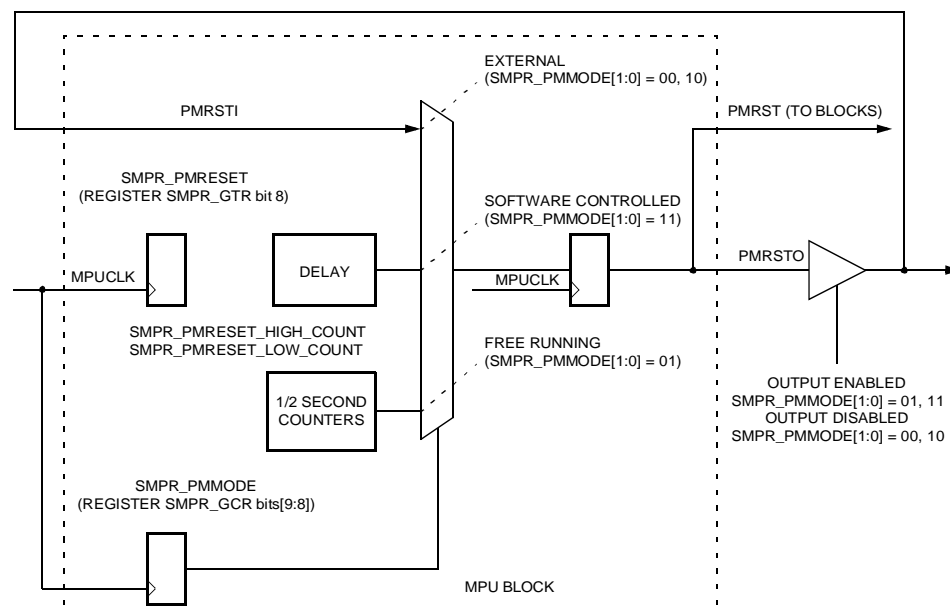 EXTERNAL
(SMPR_PMMODE[1:0] = 00, 10)
PMRSTI
PMRST (TO BLOCKS)
SMPR_PMRESET
(REGISTER SMPR_GTR bit 8)
SOFTWARE CONTROLLED
(SMPR_PMMODE[1:0] = 11)
MPUCLK
DELAY
MPUCLK
PMRSTO
SMPR_PMRESET_HIGH_COUNT
SMPR_PMRESET_LOW_COUNT
FREE RUNNING
(SMPR_PMMODE[1:0] = 01)
1/2 SECOND
COUNTERS
OUTPUT ENABLED
SMPR_PMMODE[1:0] = 01, 11
OUTPUT DISABLED
SMPR_PMMODE[1:0] = 00, 10
SMPR_PMMODE
(REGISTER SMPR_GCR bits[9:8])
MPU BLOCK